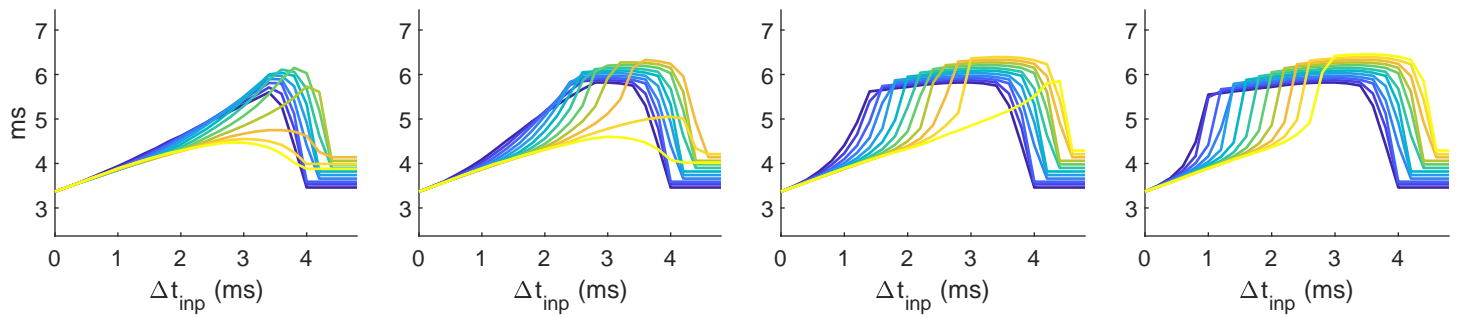 7 7 7 7
6 6 6 6
ms
5 5 5 5
4 4 4 4
3 3 3 3
0 1 2 3 4 0 1 2 3 4 0 1 2 3 4 0 1 2 3 4
Δt_inp (ms) Δt_inp (ms) Δt_inp (ms) Δt_inp (ms)